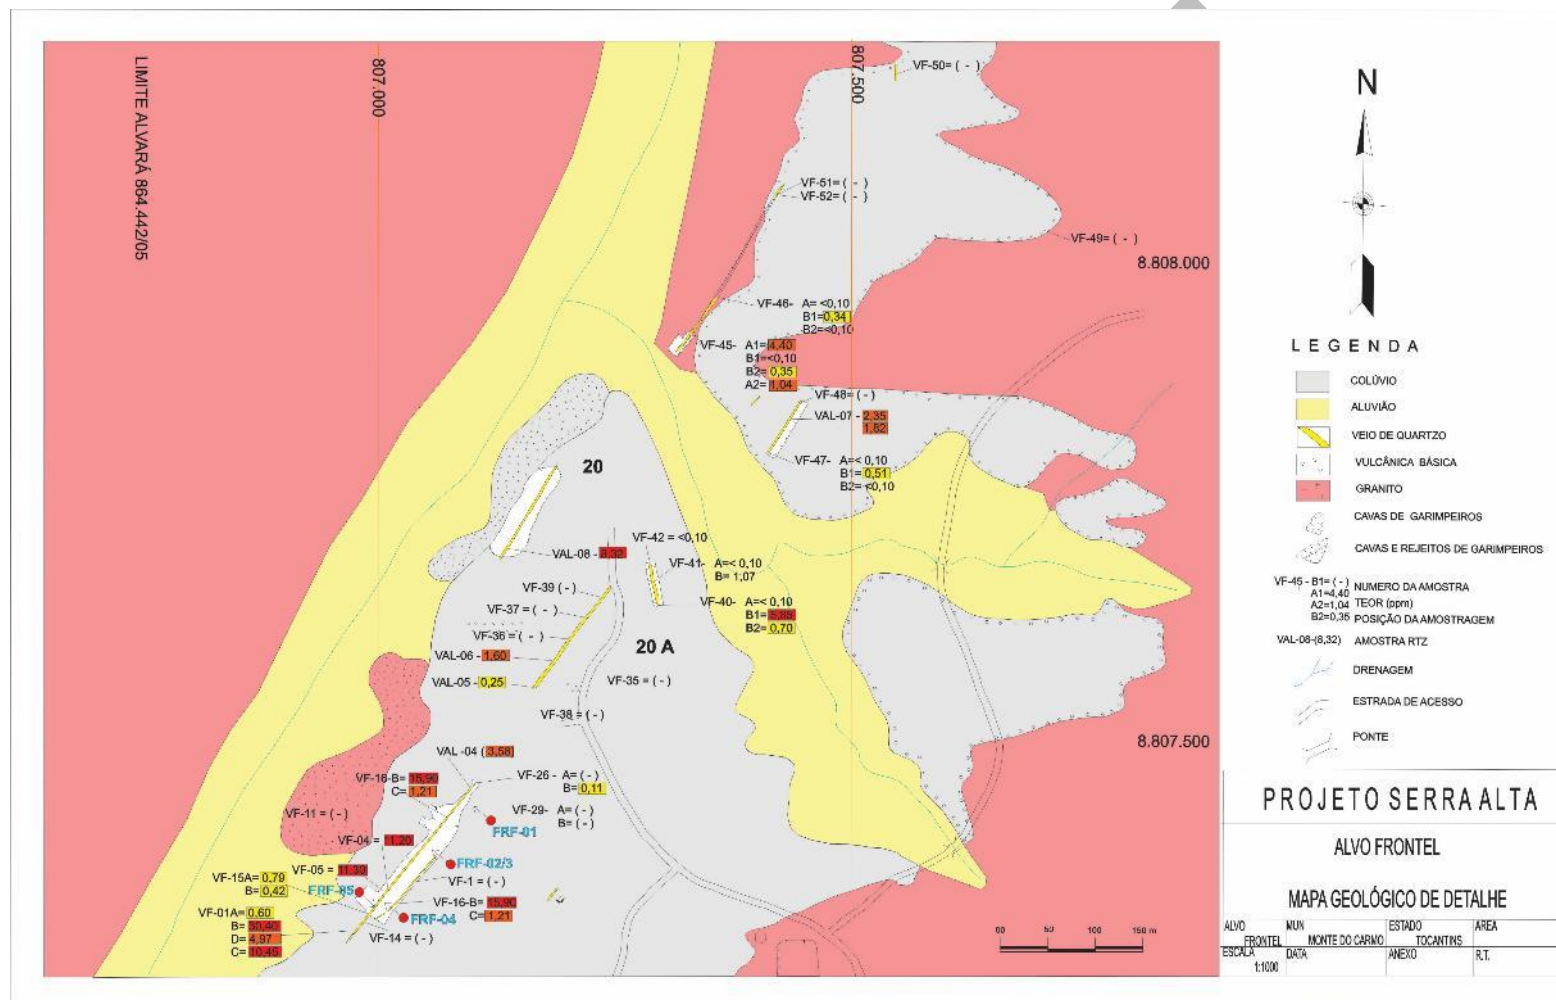 LIMITE ALVARÁ 864.442/05
807.000
807.500
8.808.000
8.807.500
VF-50= ( - )
VF-51= ( - )
VF-52= ( - )
VF-49= ( - )
VF-46- A= <0,10
B1= 0,34
B2=<0,10
VF-45- A1= 4,40
B1=<0,10
B2= 0,35
A2= 1,04
VF-48= ( - )
VAL-07 - 2,35
1,82
VF-47- A=< 0,10
B1= 0,51
B2= <0,10
20
VAL-08 - 8,32
VF-42 = <0,10
VF-41- A=< 0,10
B= 1,07
VF-39 ( - )
VF-40- A=< 0,10
B1= 5,85
B2= 0,70
VF-37 = ( - )
VF-36 = ( - )
20 A
VAL-06 - 1,60
VAL-05 - 0,25
VF-35 = ( - )
VF-38 = ( - )
VAL -04 ( 3,58)
VF-16-B= 15,90
C= 1,21
VF-26 - A= ( - )
B= 0,11
VF-11 = ( - )
VF-29- A= ( - )
B= ( - )
FRF-01
VF-04 = 11,20
FRF-02/3
VF-05 = 11,30
VF-15A= 0,79
B= 0,42
VF-1 = ( - )
FRF-05
VF-16-B= 15,90
C= 1,21
VF-01A= 0,60
B= 30,40
D= 4,97
C= 10,45
FRF-04
VF-14 = ( - )
00 50 100 150 m
N
LEGENDA
COLÚVIO
ALUVIÃO
VEIO DE QUARTZO
VULCÂNICA BÁSICA
GRANITO
CAVAS DE GARIMPEIROS
CAVAS E REJEITOS DE GARIMPEIROS
VF-45 - B1= ( - ) NUMERO DA AMOSTRA
A1=4,40
A2=1,04 TEOR (ppm)
B2=0,35 POSIÇÃO DA AMOSTRAGEM
VAL-08-(8,32) AMOSTRA RTZ
DRENAGEM
ESTRADA DE ACESSO
PONTE
PROJETO SERRA ALTA
ALVO FRONTEL
MAPA GEOLÓGICO DE DETALHE
ALVO MUN ESTADO AREA
FRONTEL MONTE DO CARMO TOCANTINS
ESCALA DATA ANEXO R.T.
1:1000